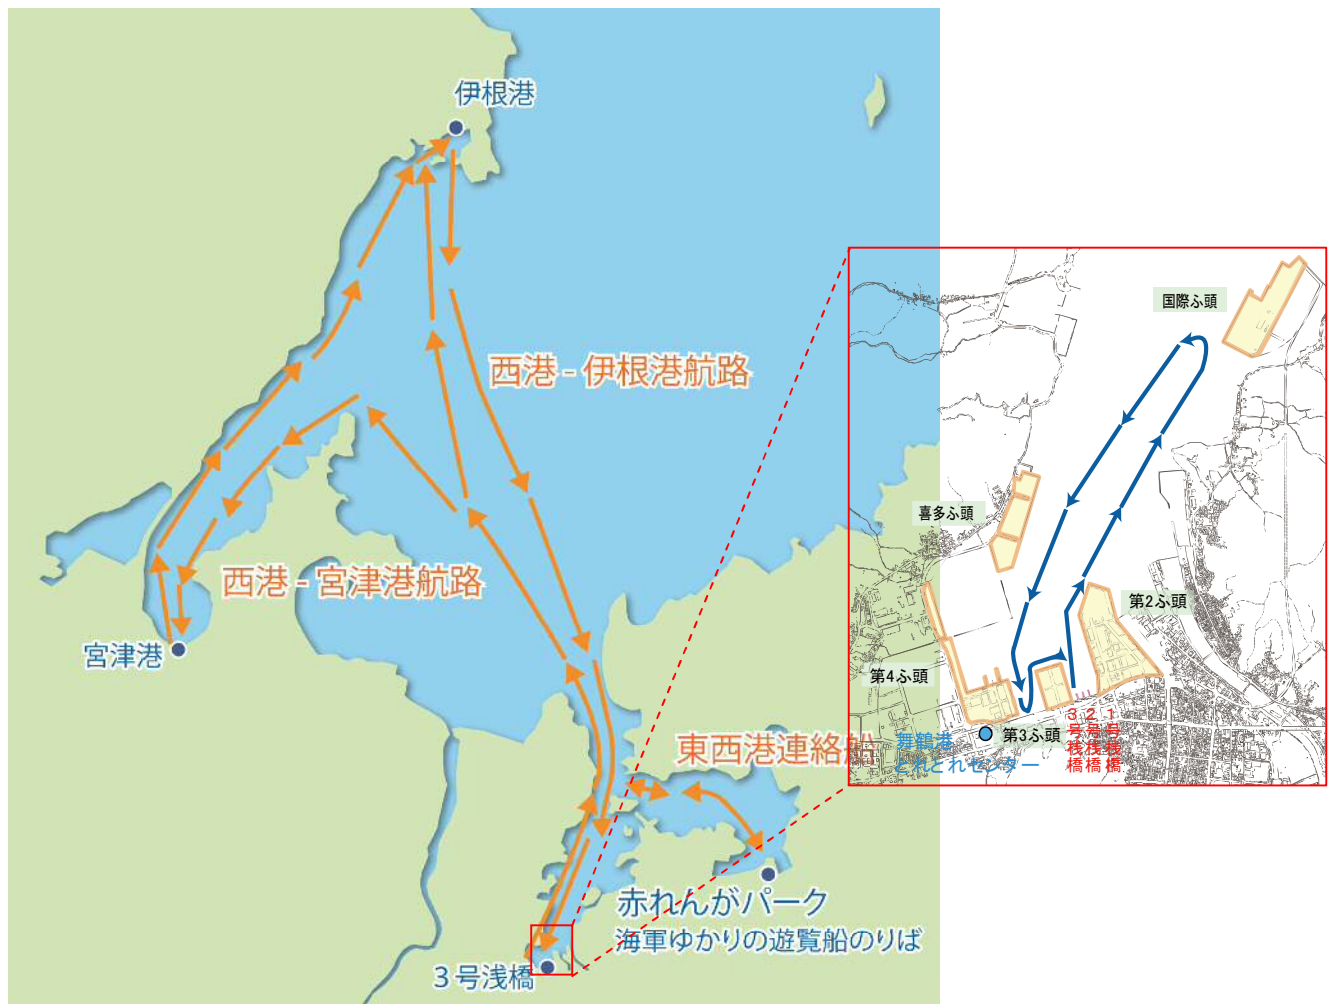 伊根港
西港 - 伊根港航路
西港 - 宮津港航路
宮津港
東西港連絡船
赤れんがパーク
海軍ゆかりの遊覧船のりば
3号浅橋
国際ふ頭
喜多ふ頭
第2ふ頭
第4ふ頭
第3ふ頭
舞鶴港
とれとれセンター
3号桟橋
2号桟橋
1号桟橋